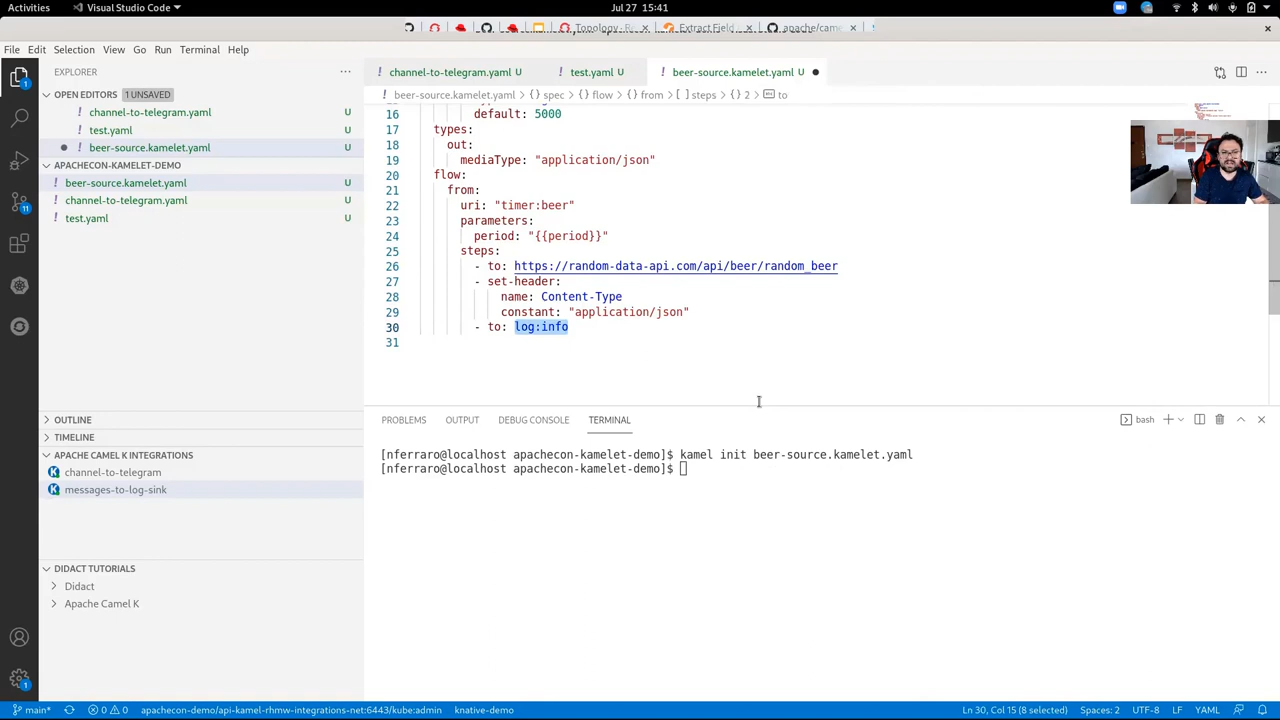 Activities
Visual Studio Code
Jul 27 15:41
Topology - Re
Extract Field
apache/came
File Edit Selection View Go Run Terminal Help
EXPLORER
OPEN EDITORS 1 UNSAVED
channel-to-telegram.yaml U
test.yaml U
beer-source.kamelet.yaml U
APACHECON-KAMELET-DEMO
beer-source.kamelet.yaml U
channel-to-telegram.yaml U
test.yaml U
OUTLINE
TIMELINE
APACHE CAMEL K INTEGRATIONS
channel-to-telegram
messages-to-log-sink
DIDACT TUTORIALS
Didact
Apache Camel K
channel-to-telegram.yaml U
test.yaml U
beer-source.kamelet.yaml U
beer-source.kamelet.yaml > {} spec > {} flow > {} from > [ ] steps > {} 2 > to
16 default: 5000
17 types:
18 out:
19 mediaType: "application/json"
20 flow:
21 from:
22 uri: "timer:beer"
23 parameters:
24 period: "{{period}}"
25 steps:
26 - to: https://random-data-api.com/api/beer/random_beer
27 - set-header:
28 name: Content-Type
29 constant: "application/json"
30 - to: log:info
31
PROBLEMS OUTPUT DEBUG CONSOLE TERMINAL
bash
[nferraro@localhost apachecon-kamelet-demo]$ kamel init beer-source.kamelet.yaml
[nferraro@localhost apachecon-kamelet-demo]$
main* 0 0 apachecon-demo/api-kamel-rhmw-integrations-net:6443/kube:admin knative-demo
Ln 30, Col 15 (8 selected) Spaces: 2 UTF-8 LF YAML